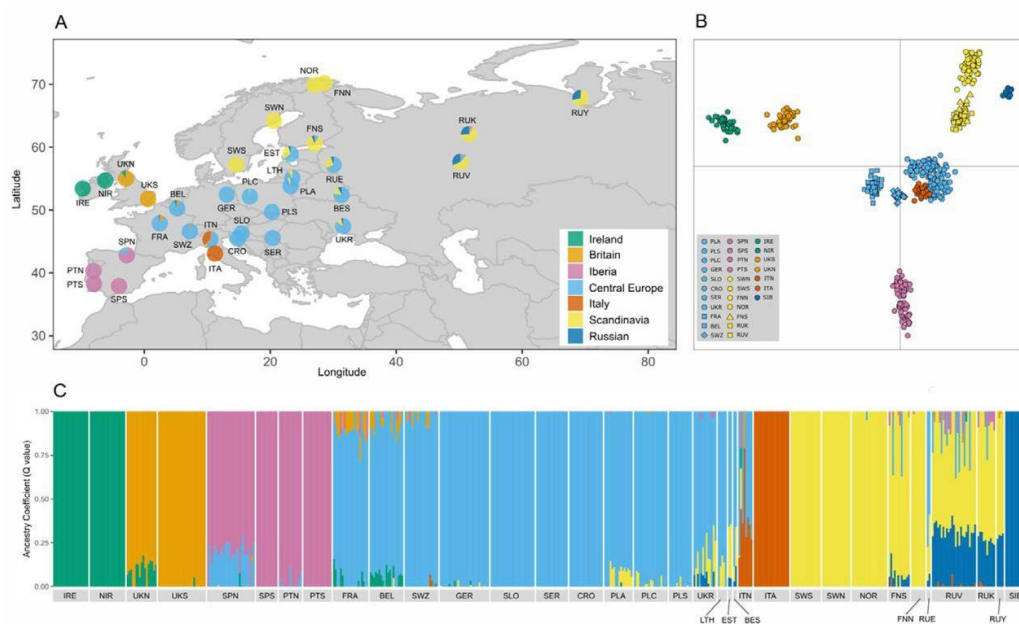 A
B
NOR
FNN
SWN
RUY
RUK
FNS
EST
SWS
RUV
UKN
LTH
RUE
PLC
PLA
IRE
NIR
UKS
BEL
GER
BES
PLS
ITN
SLO
UKR
FRA
SWZ
CRO
SER
SPN
ITA
PTN
PTS
SPS
70
60
50
40
30
Latitude
0
20
40
60
80
Longitude
Ireland
Britain
Iberia
Central Europe
Italy
Scandinavia
Russian
PLA SPN IRE
PLS SPS NIR
PLC PTN UKS
GER PTS UKN
SLO SWN ITN
CRO SWS ITA
SER FNN SIB
UKR NOR
FRA FNS
BEL RUK
SWZ RUV
C
1.00
0.75
0.50
0.25
0.00
Ancestry Coefficient (Q value)
IRE NIR UKN UKS SPN SPS PTN PTS FRA BEL SWZ GER SLO SER CRO PLA PLC PLS UKR ITN ITA SWS SWN NOR FNS RUV RUK
LTH EST BES FNN RUE RUY